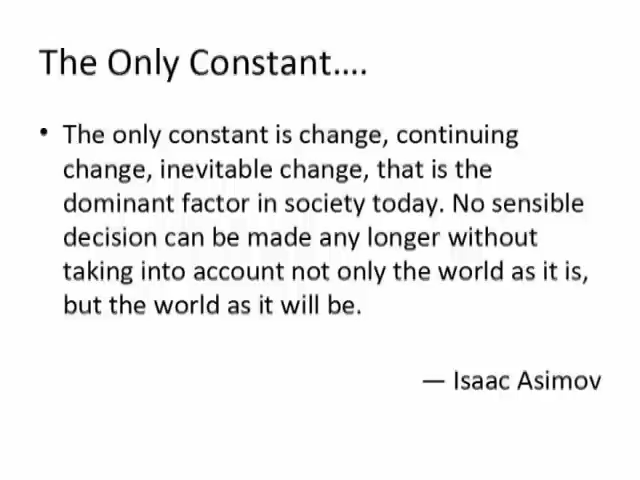 The Only Constant....
• The only constant is change, continuing
change, inevitable change, that is the
dominant factor in society today. No sensible
decision can be made any longer without
taking into account not only the world as it is,
but the world as it will be.
— Isaac Asimov